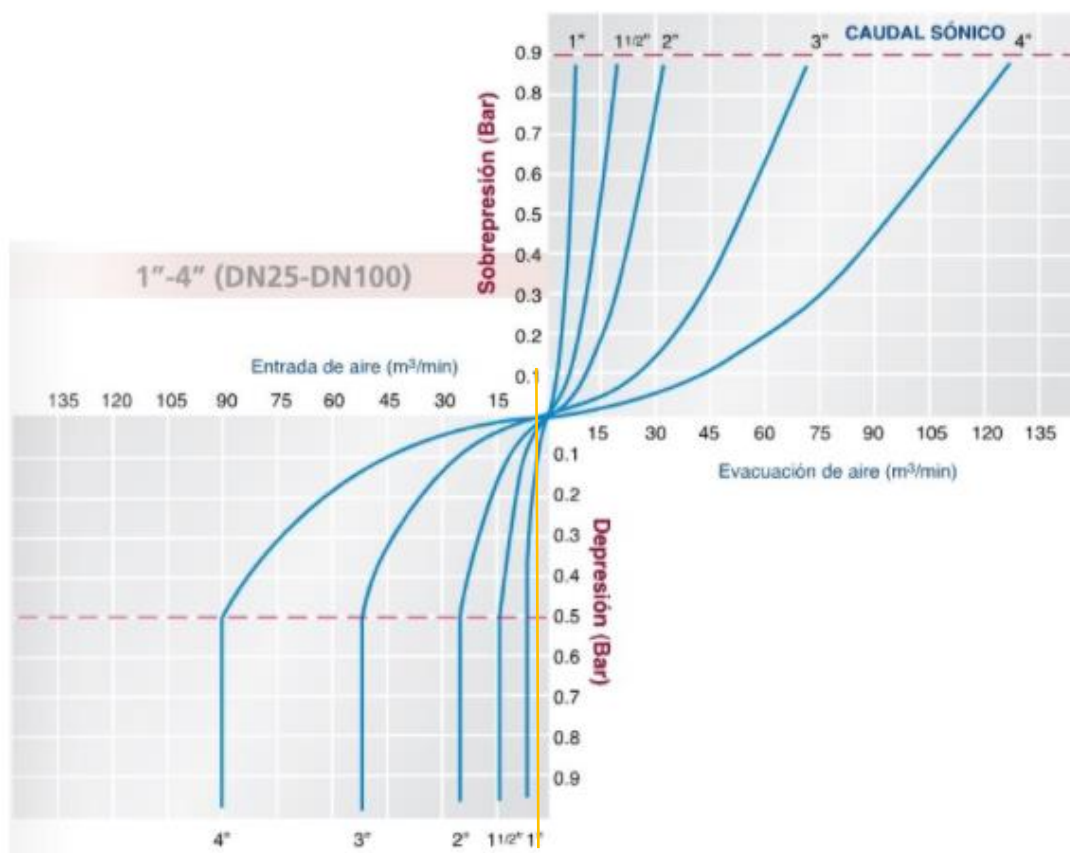 1" 1 1/2" 2" 3" CAUDAL SÓNICO 4"
0.9
0.8
0.7
0.6
0.5
0.4
0.3
0.2
0.1
Sobrepresión (Bar)
1"-4" (DN25-DN100)
Entrada de aire (m³/min)
135 120 105 90 75 60 45 30 15
15 30 45 60 75 90 105 120 135
Evacuación de aire (m³/min)
0.1
0.2
0.3
0.4
0.5
0.6
0.7
0.8
0.9
Depresión (Bar)
4" 3" 2" 1 1/2" 1"